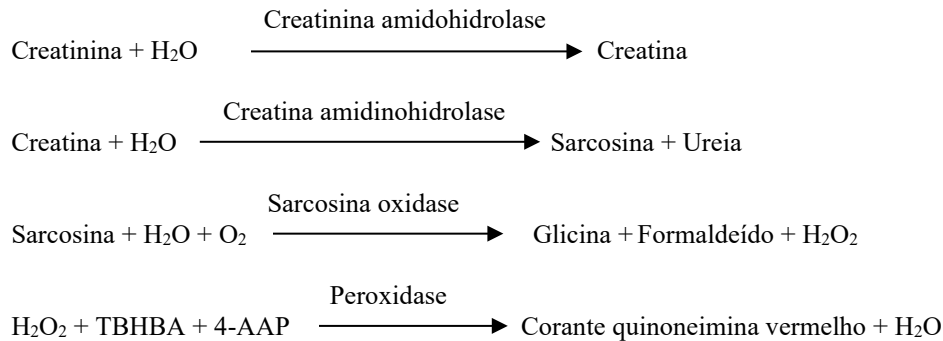 Creatinina amidohidrolase
Creatinina + H₂O Creatina
Creatina amidinohidrolase
Creatina + H₂O Sarcosina + Ureia
Sarcosina oxidase
Sarcosina + H₂O + O₂ Glicina + Formaldeído + H₂O₂
Peroxidase
H₂O₂ + TBHBA + 4-AAP Corante quinoneimina vermelho + H₂O